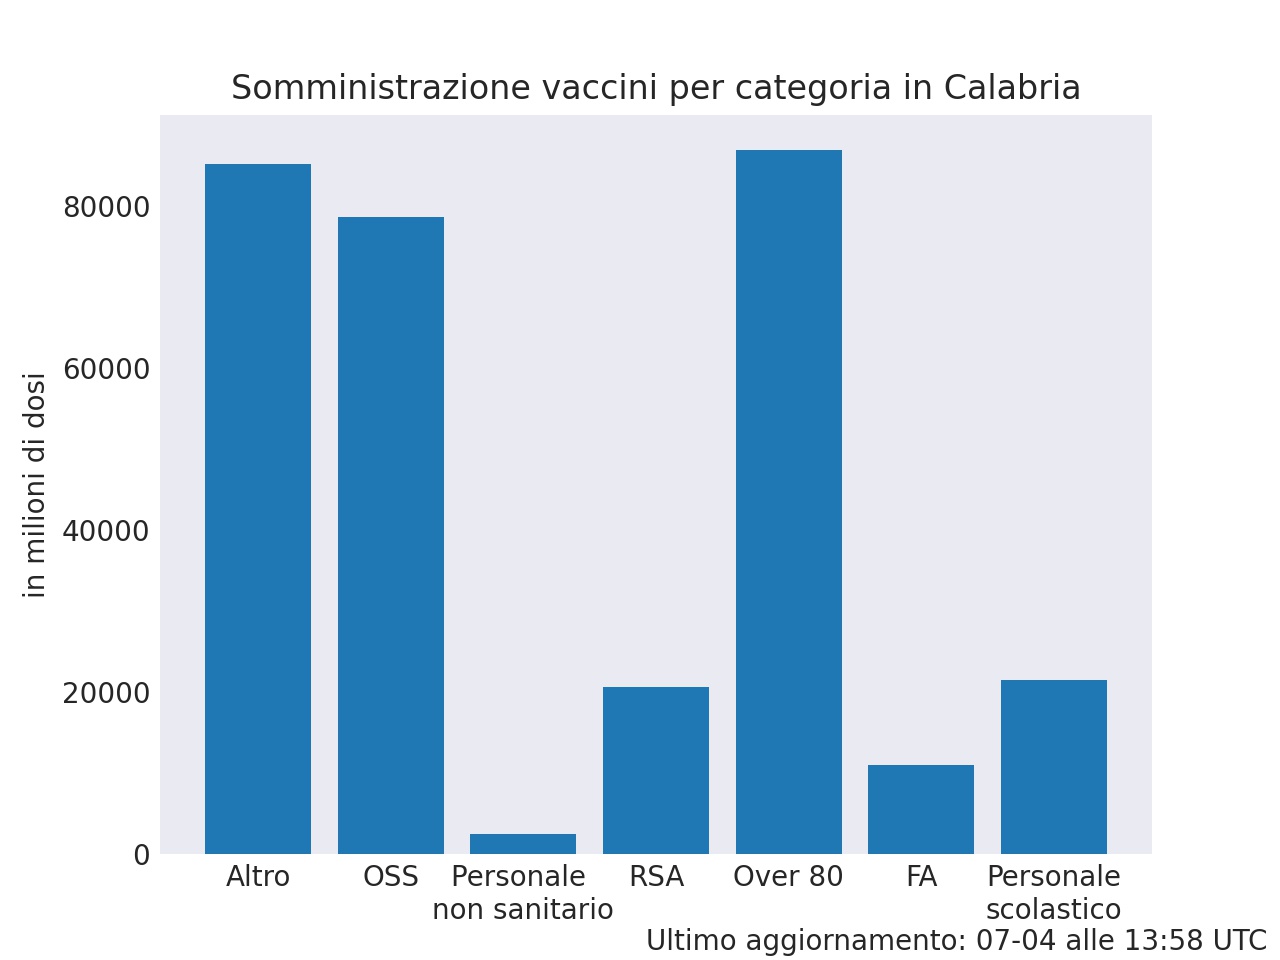 Somministrazione vaccini per categoria in Calabria
in milioni di dosi
80000
60000
40000
20000
0
Altro
OSS
Personale
non sanitario
RSA
Over 80
FA
Personale
scolastico
Ultimo aggiornamento: 07-04 alle 13:58 UTC